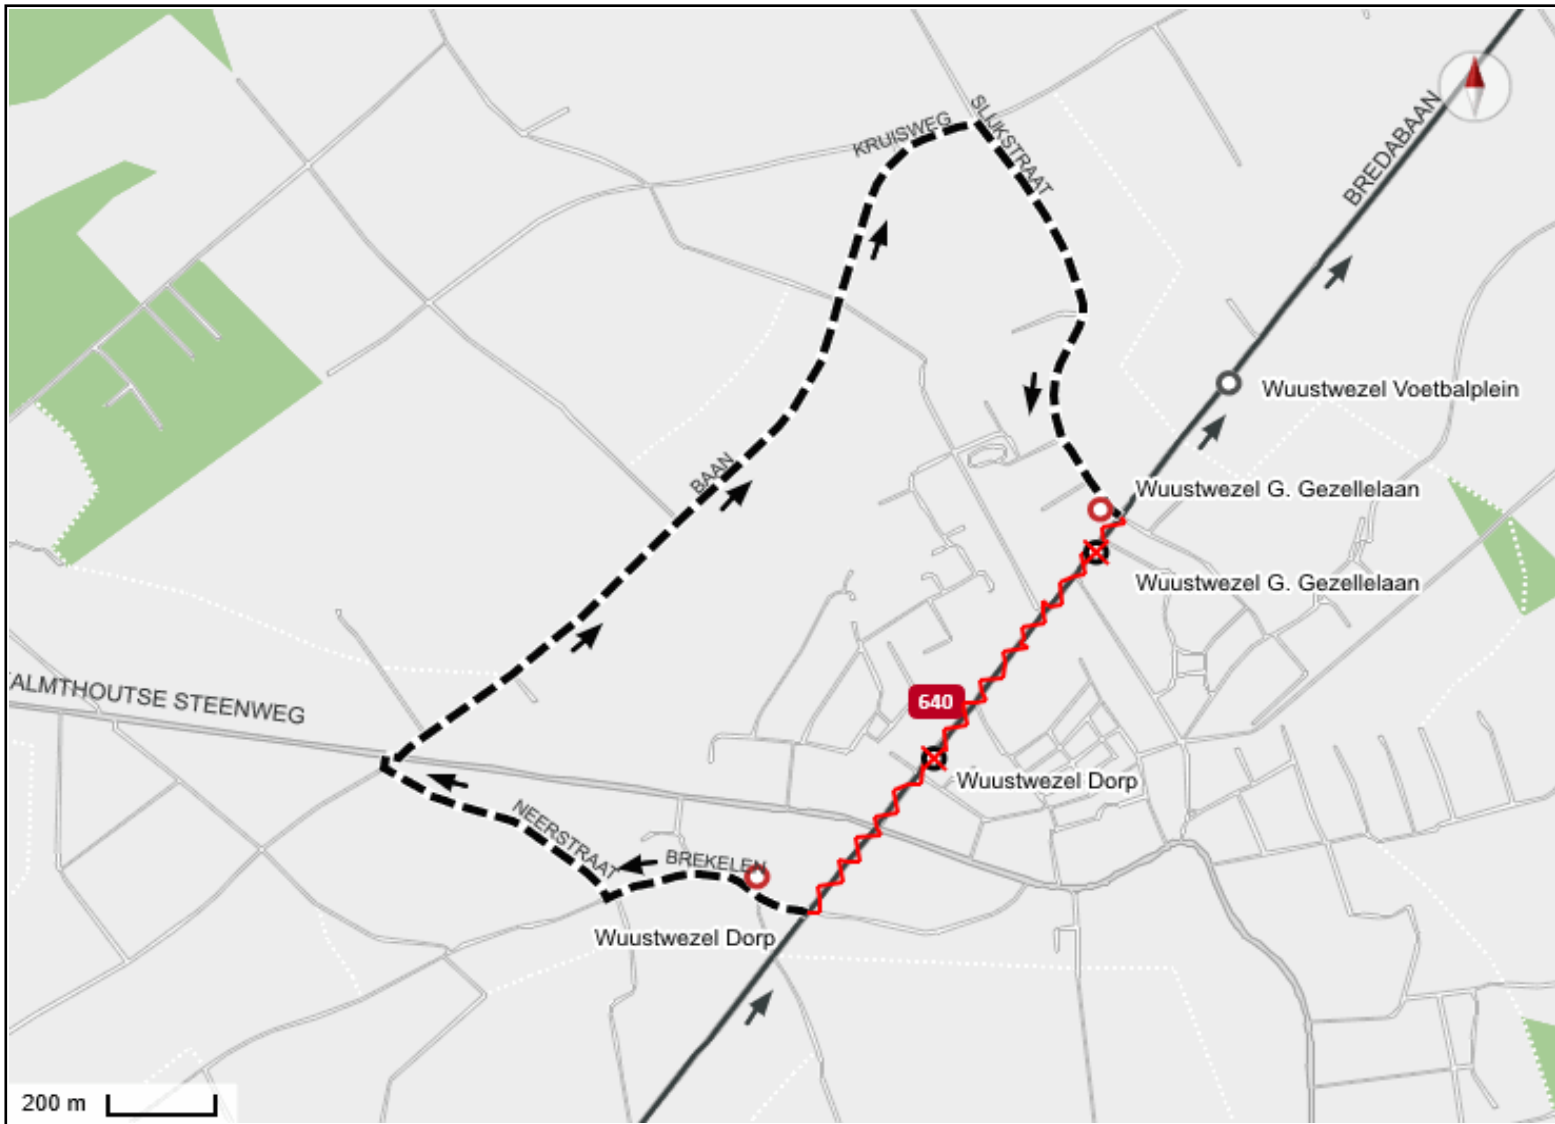 KRUISWEG
SLIJKSTRAAT
BREDABAAN
Wuustwezel Voetbalplein
BAAN
Wuustwezel G. Gezellelaan
Wuustwezel G. Gezellelaan
ALMTHOUTSE STEENWEG
640
Wuustwezel Dorp
NEERSTRAAT
BREKELEN
Wuustwezel Dorp
200 m